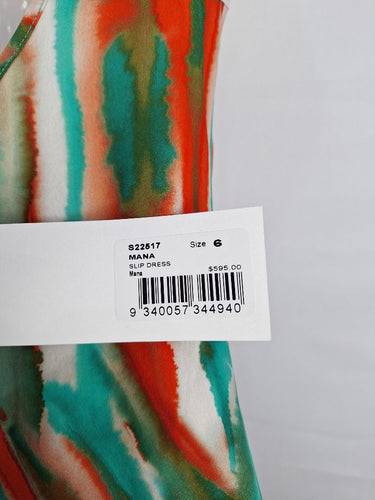 S22517 Size 6
MANA
SLIP DRESS
Mana $595.00
9 340057 344940